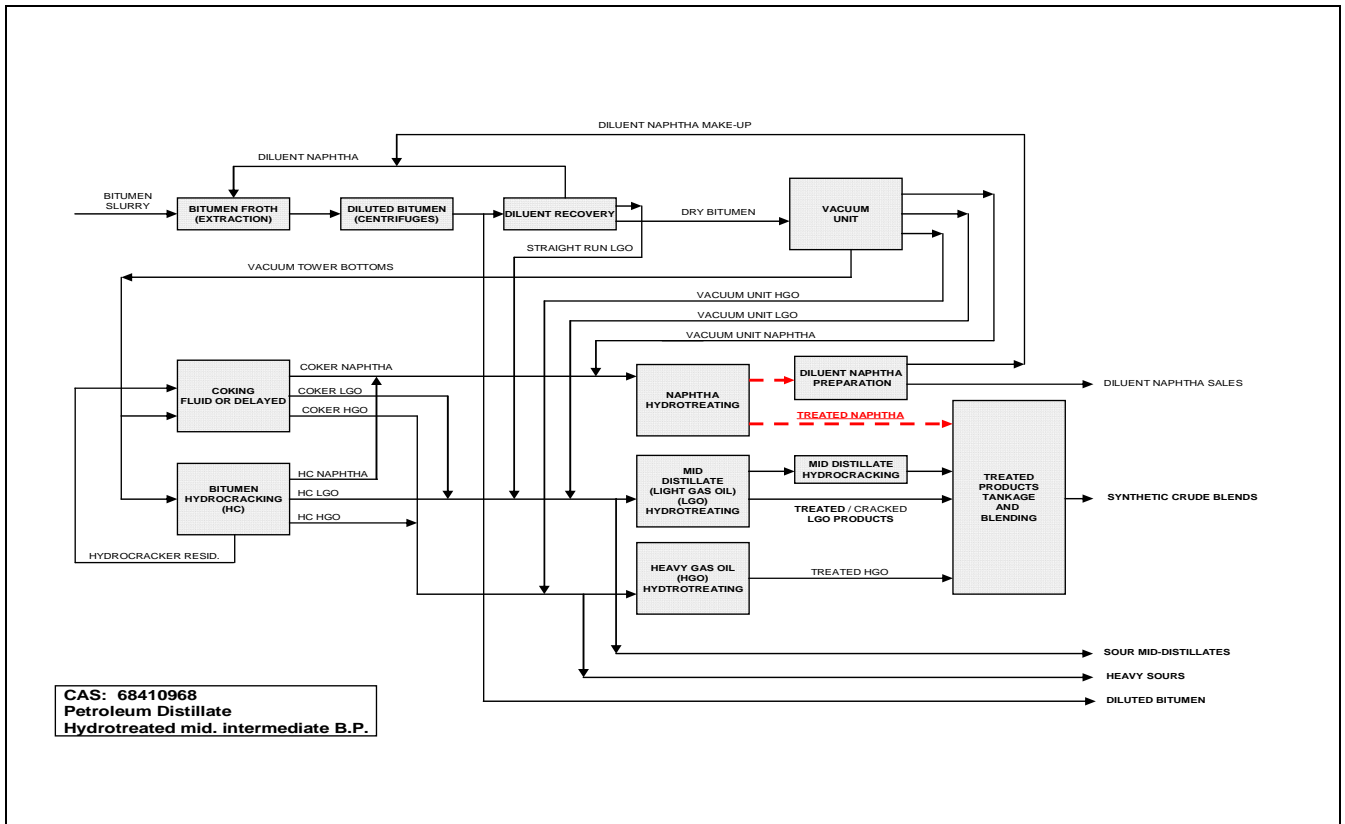 DILUENT NAPHTHA MAKE-UP
DILUENT NAPHTHA
BITUMEN
SLURRY
BITUMEN FROTH
(EXTRACTION)
DILUTED BITUMEN
(CENTRIFUGES)
DILUENT RECOVERY
DRY BITUMEN
VACUUM
UNIT
STRAIGHT RUN LGO
VACUUM TOWER BOTTOMS
VACUUM UNIT HGO
VACUUM UNIT LGO
VACUUM UNIT NAPHTHA
COKING
FLUID OR DELAYED
COKER NAPHTHA
COKER LGO
COKER HGO
NAPHTHA
HYDROTREATING
DILUENT NAPHTHA
PREPARATION
DILUENT NAPHTHA SALES
TREATED NAPHTHA
BITUMEN
HYDROCRACKING
(HC)
HC NAPHTHA
HC LGO
HC HGO
HYDROCRACKER RESID.
MID
DISTILLATE
(LIGHT GAS OIL)
(LGO)
HYDROTREATING
MID DISTILLATE
HYDROCRACKING
TREATED / CRACKED
LGO PRODUCTS
TREATED
PRODUCTS
TANKAGE
AND
BLENDING
SYNTHETIC CRUDE BLENDS
HEAVY GAS OIL
(HGO)
HYDTROTREATING
TREATED HGO
SOUR MID-DISTILLATES
HEAVY SOURS
DILUTED BITUMEN
CAS: 68410968
Petroleum Distillate
Hydrotreated mid. intermediate B.P.